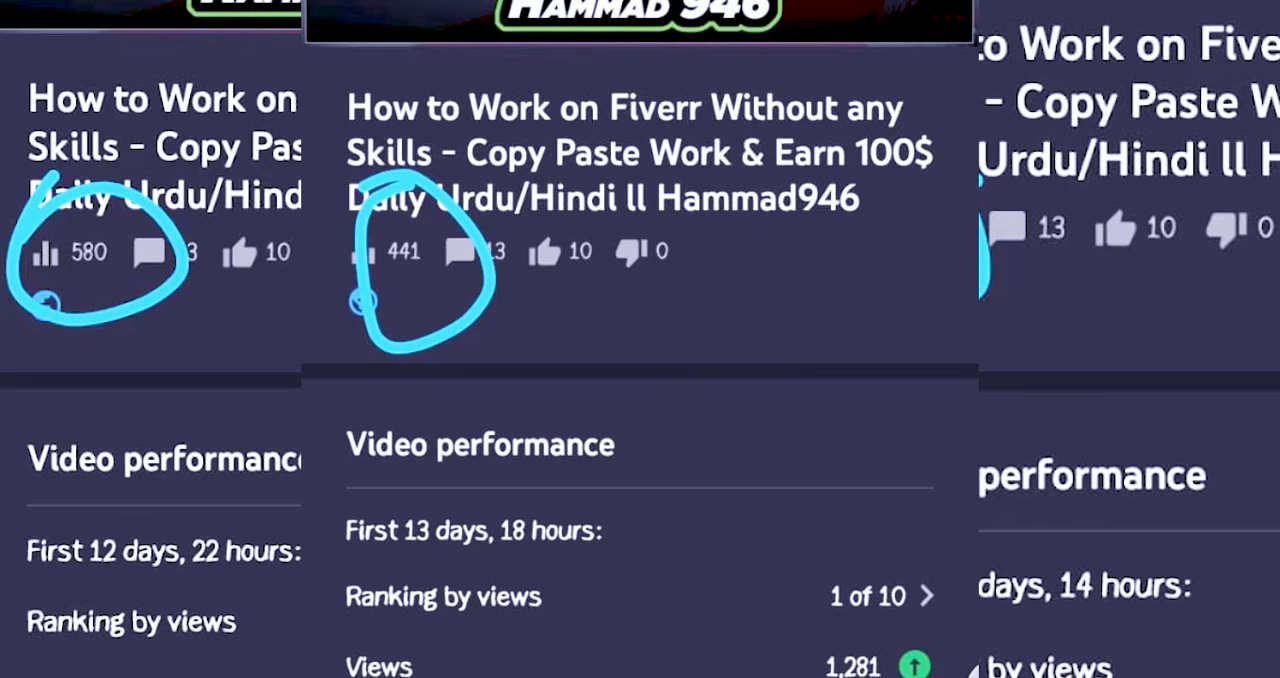 HAMMAD 946
How to Work on
Skills - Copy Pas
Daily Urdu/Hind
580 3 10
Video performanc
First 12 days, 22 hours:
Ranking by views
How to Work on Fiverr Without any
Skills - Copy Paste Work & Earn 100$
Daily Urdu/Hindi ll Hammad946
441 13 10 0
Video performance
First 13 days, 18 hours:
Ranking by views 1 of 10
Views 1,281
to Work on Five
- Copy Paste W
Urdu/Hindi ll H
13 10 0
performance
days, 14 hours:
by views